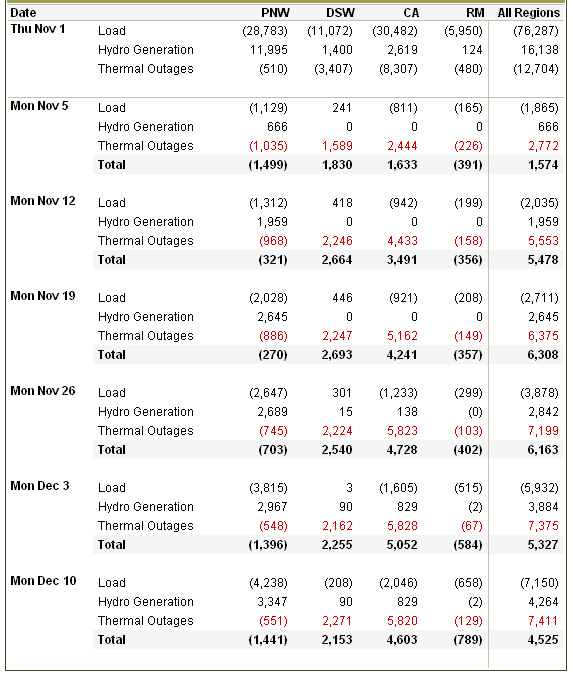 Date PNW DSW CA RM All Regions
Thu Nov 1 Load (28,783) (11,072) (30,482) (5,950) (76,287)
Hydro Generation 11,995 1,400 2,619 124 16,138
Thermal Outages (510) (3,407) (8,307) (480) (12,704)
Mon Nov 5 Load (1,129) 241 (811) (165) (1,865)
Hydro Generation 666 0 0 0 666
Thermal Outages (1,035) 1,589 2,444 (226) 2,772
Total (1,499) 1,830 1,633 (391) 1,574
Mon Nov 12 Load (1,312) 418 (942) (199) (2,035)
Hydro Generation 1,959 0 0 0 1,959
Thermal Outages (968) 2,246 4,433 (158) 5,553
Total (321) 2,664 3,491 (356) 5,478
Mon Nov 19 Load (2,028) 446 (921) (208) (2,711)
Hydro Generation 2,645 0 0 0 2,645
Thermal Outages (886) 2,247 5,162 (149) 6,375
Total (270) 2,693 4,241 (357) 6,308
Mon Nov 26 Load (2,647) 301 (1,233) (299) (3,878)
Hydro Generation 2,689 15 138 (0) 2,842
Thermal Outages (745) 2,224 5,823 (103) 7,199
Total (703) 2,540 4,728 (402) 6,163
Mon Dec 3 Load (3,815) 3 (1,605) (515) (5,932)
Hydro Generation 2,967 90 829 (2) 3,884
Thermal Outages (548) 2,162 5,828 (67) 7,375
Total (1,396) 2,255 5,052 (584) 5,327
Mon Dec 10 Load (4,238) (208) (2,046) (658) (7,150)
Hydro Generation 3,347 90 829 (2) 4,264
Thermal Outages (551) 2,271 5,820 (129) 7,411
Total (1,441) 2,153 4,603 (789) 4,525